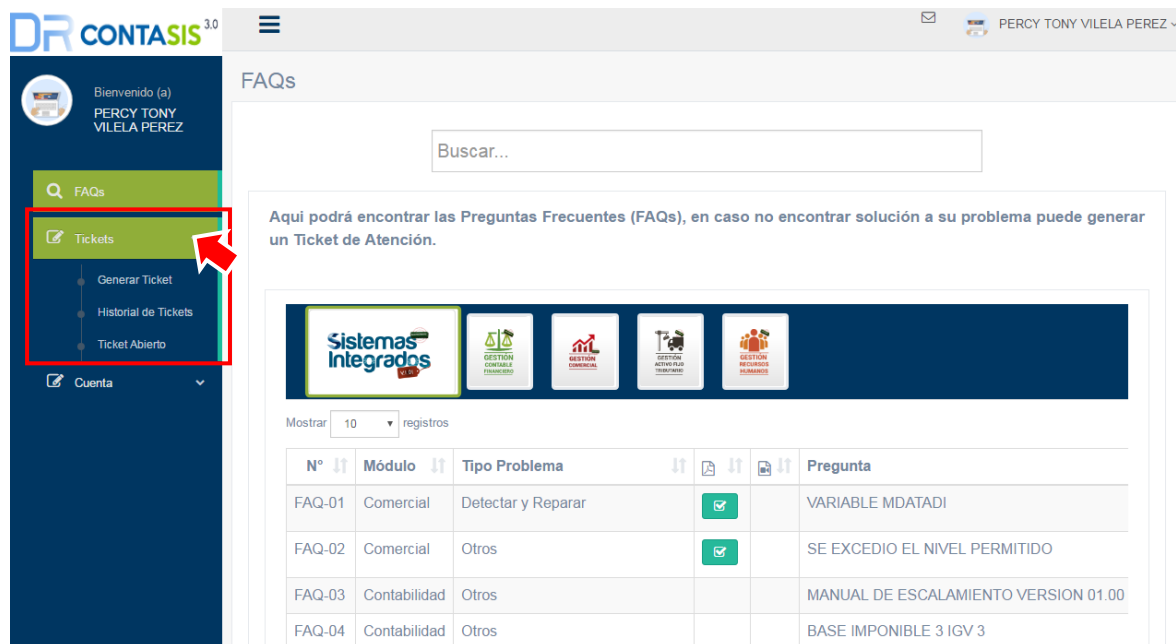 DR CONTASIS 3.0
PERCY TONY VILELA PEREZ
Bienvenido (a)
PERCY TONY
VILELA PEREZ
FAQs
Tickets
Generar Ticket
Historial de Tickets
Ticket Abierto
Cuenta
FAQs
Buscar...
Aqui podrá encontrar las Preguntas Frecuentes (FAQs), en caso no encontrar solución a su problema puede generar
un Ticket de Atención.
Sistemas
Integrados
GESTIÓN
CONTABLE
FINANCIERO
GESTIÓN
COMERCIAL
GESTIÓN
ACTIVO FIJO
TRIBUTARIO
GESTIÓN
RECURSOS
HUMANOS
Mostrar 10 registros
N° Módulo Tipo Problema Pregunta
FAQ-01 Comercial Detectar y Reparar VARIABLE MDATADI
FAQ-02 Comercial Otros SE EXCEDIO EL NIVEL PERMITIDO
FAQ-03 Contabilidad Otros MANUAL DE ESCALAMIENTO VERSION 01.00
FAQ-04 Contabilidad Otros BASE IMPONIBLE 3 IGV 3